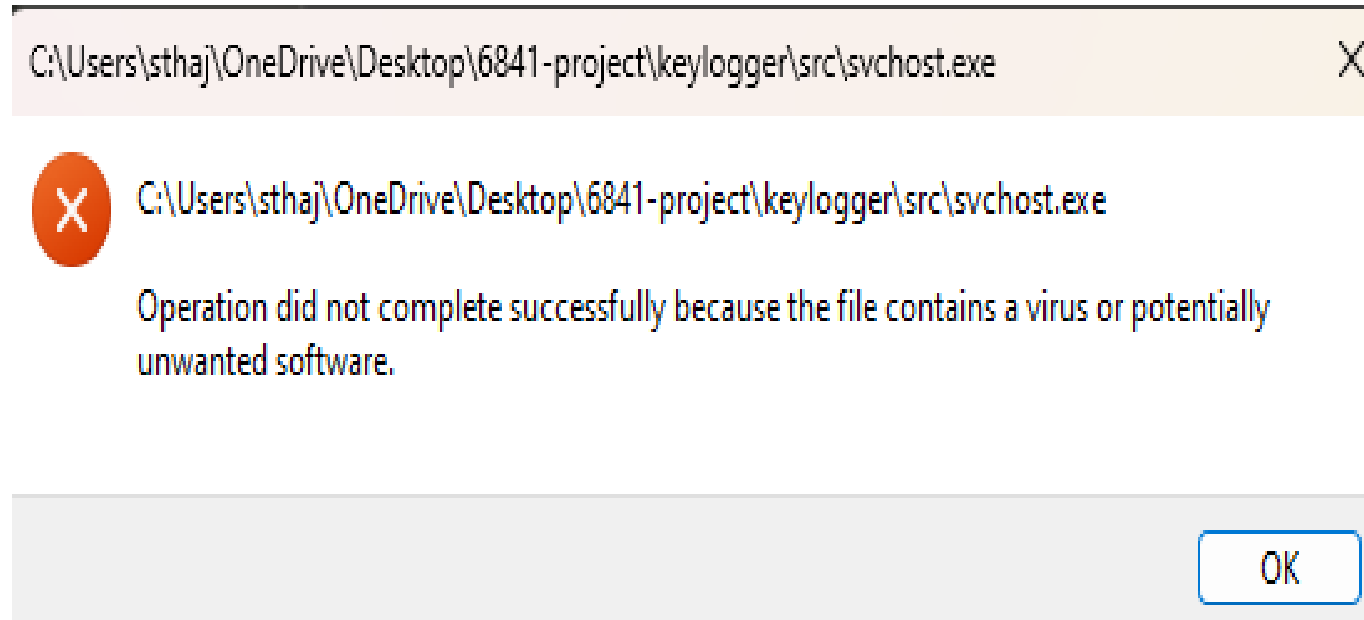 C:\Users\sthaj\OneDrive\Desktop\6841-project\keylogger\src\svchost.exe
C:\Users\sthaj\OneDrive\Desktop\6841-project\keylogger\src\svchost.exe
Operation did not complete successfully because the file contains a virus or potentially
unwanted software.
OK